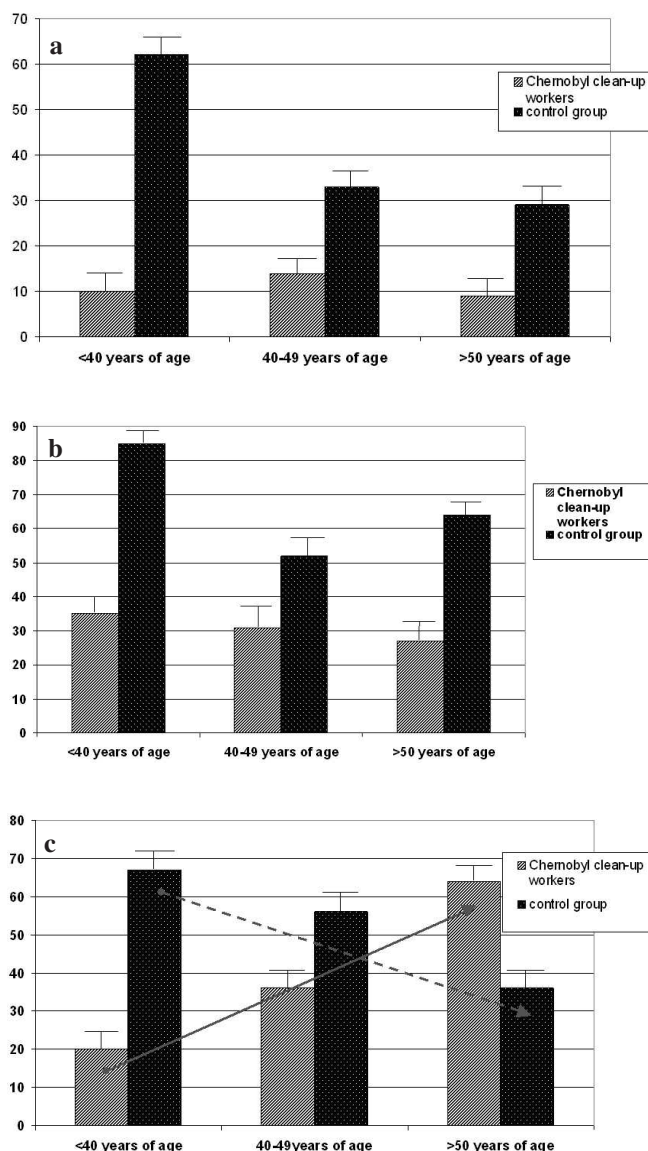 a
70
60
50
40
30
20
10
0
Chernobyl clean-up
workers
control group
<40 years of age
40-49 years of age
>50 years of age
b
90
80
70
60
50
40
30
20
10
0
Chernobyl
clean-up
workers
control group
<40 years of age
40-49 years of age
>50 years of age
c
80
70
60
50
40
30
20
10
0
Chernobyl clean-up
workers
control group
<40 years of age
40-49years of age
>50 years of age